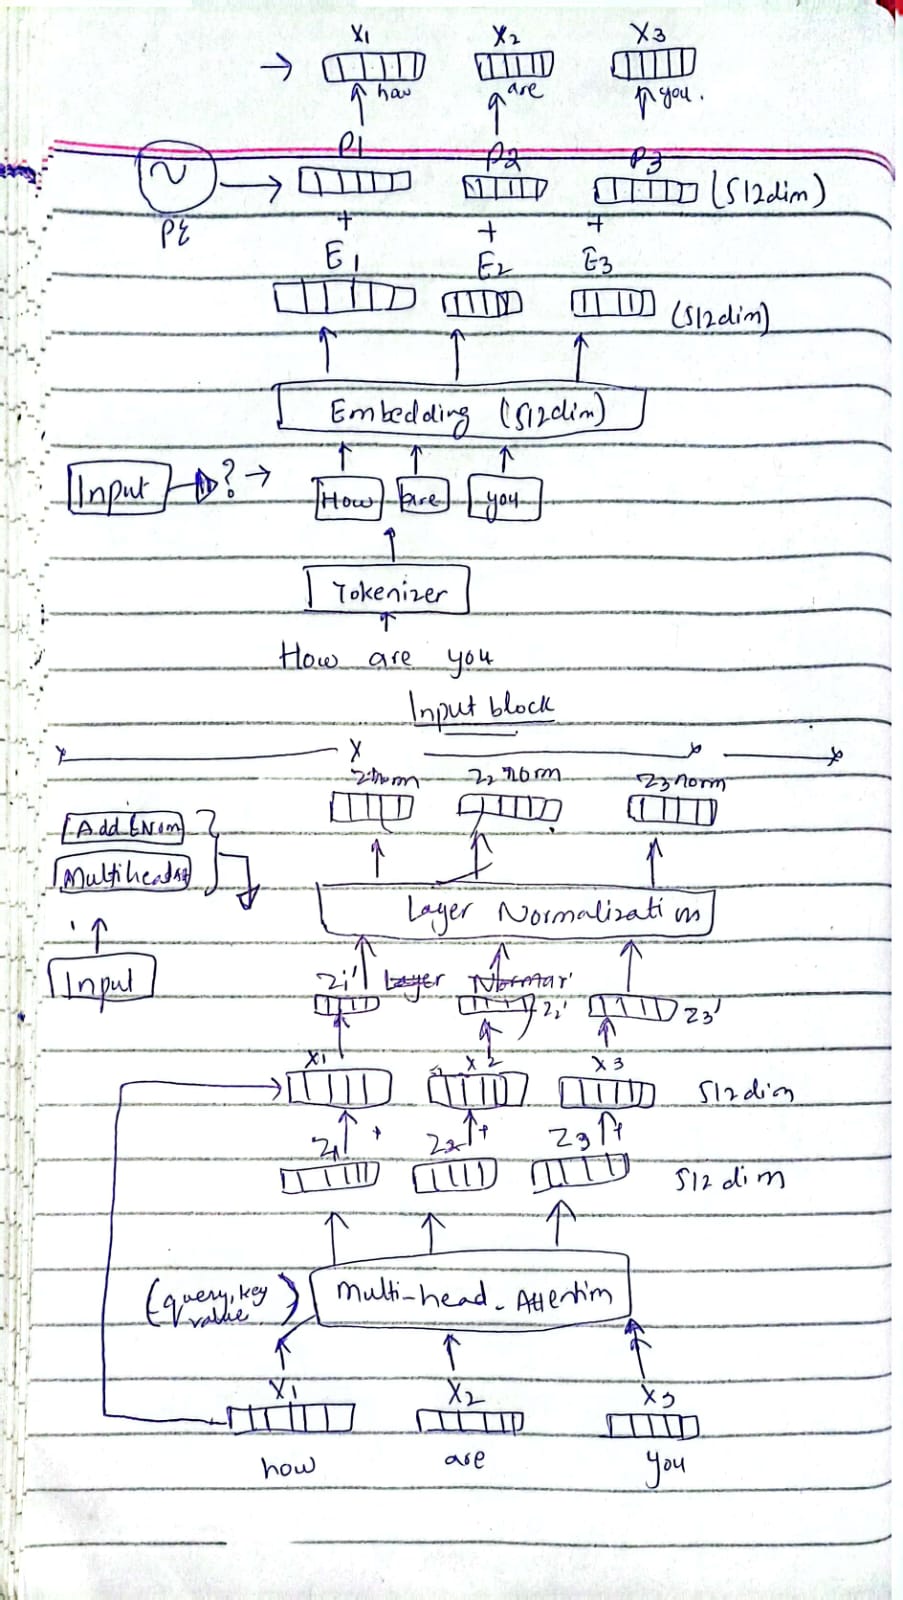 X1 X2 X3
→
how are you.
P1 P2 P3
(512dim)
PE
+ + +
E1 E2 E3
(512dim)
Embedding (512dim)
Input ? → How are you
Tokenizer
How are you
Input block
x x x x
Z1norm Z2norm Z3norm
Add &Norm
Multihead
Layer Normalization
Input
Z1' Layer Normar'
Z2' Z3'
X1 X2 X3
512dim
Z1 + Z2 + Z3 +
512dim
(query, key
value)
Multi-head-Attention
X1 X2 X3
how are you